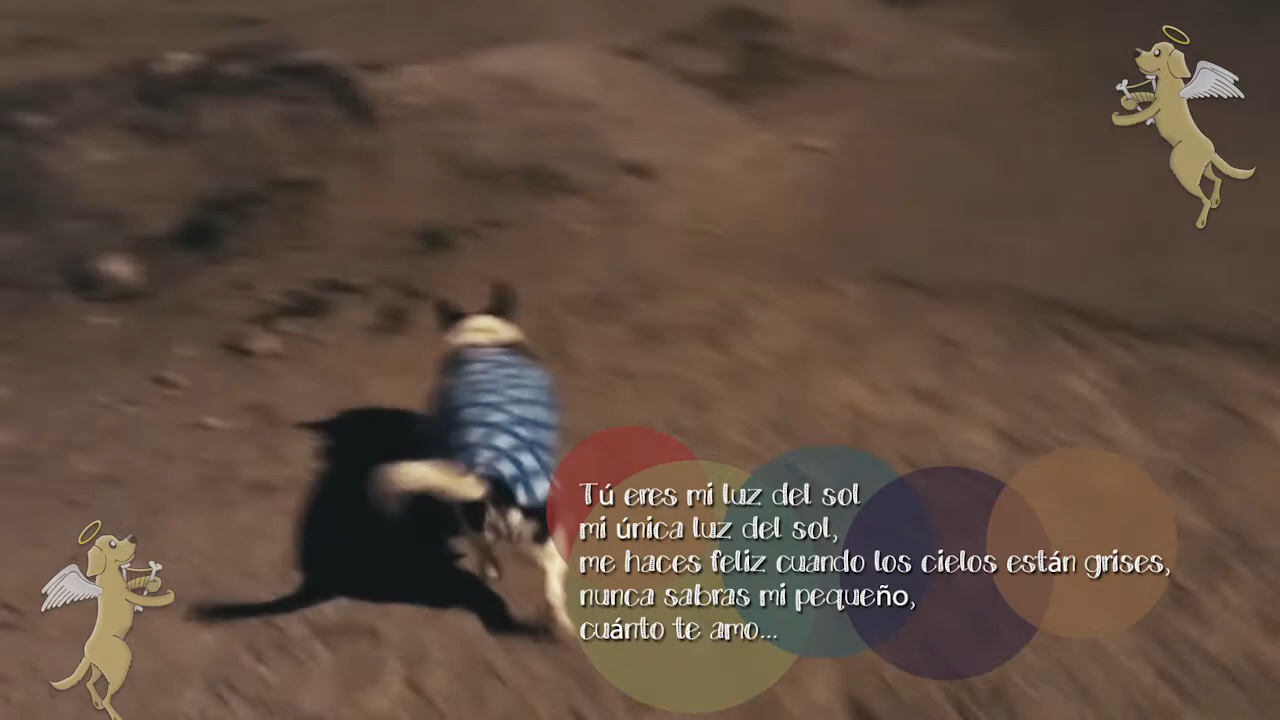 Tú eres mi luz del sol
mi única luz del sol,
me haces feliz cuando los cielos están grises,
nunca sabras mi pequeño,
cuánto te amo...